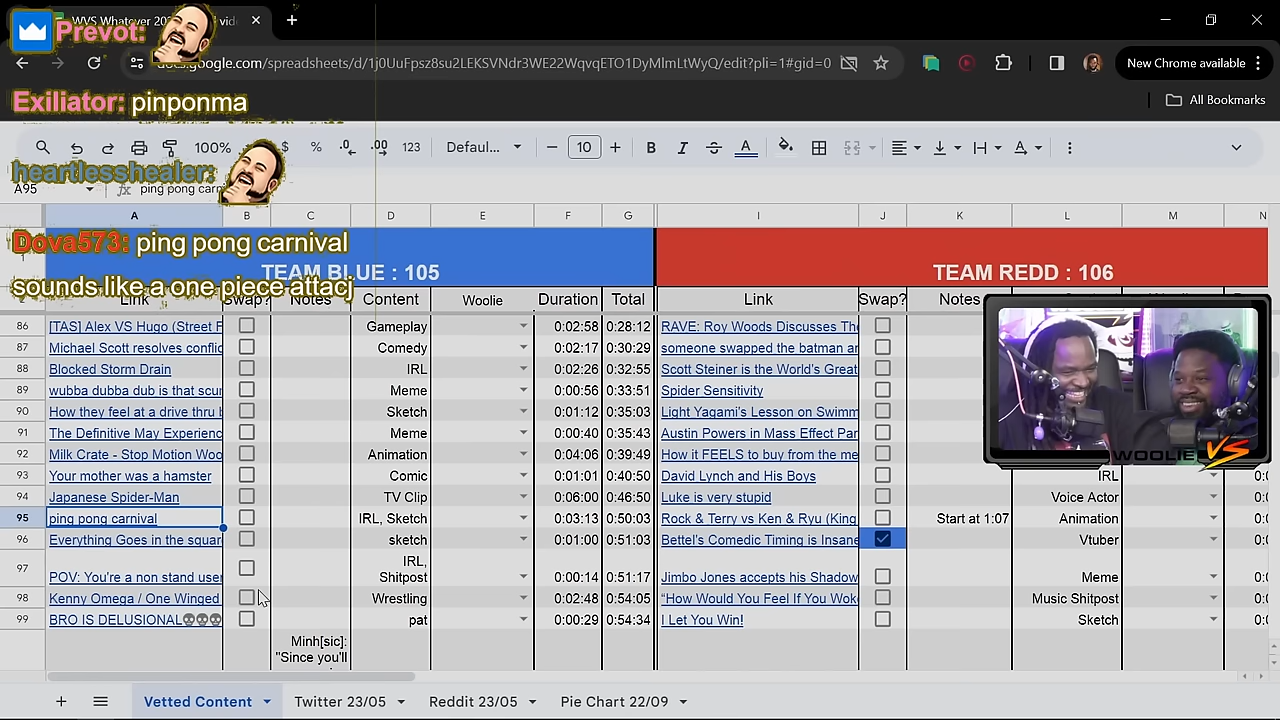 WVS Whatever 20
Prevot:
docs.google.com/spreadsheets/d/1j0UuFpsz8su2LEKSVNdr3WE22WqvqETO1DyMlmLtWyQ/edit?pli=1#gid=0
New Chrome available
All Bookmarks
Exiliator: pinponma
100% $ % .0 .00 123 Defaul... 10
heartlesshealer:
A95 ping pong carn
A B C D E F G I J K L M N
Dova573: ping pong carnival
sounds like a one piece attacj
TEAM BLUE : 105 TEAM REDD : 106
Link Swap? Notes Content Woolie Duration Total Link Swap? Notes
86 [TAS] Alex VS Hugo (Street F Gameplay 0:02:58 0:28:12 RAVE: Roy Woods Discusses The
87 Michael Scott resolves conflic Comedy 0:02:17 0:30:29 someone swapped the batman ar
88 Blocked Storm Drain IRL 0:02:26 0:32:55 Scott Steiner is the World's Great
89 wubba dubba dub is that scur Meme 0:00:56 0:33:51 Spider Sensitivity
90 How they feel at a drive thru b Sketch 0:01:12 0:35:03 Light Yagami's Lesson on Swimm
91 The Definitive May Experienc Meme 0:00:40 0:35:43 Austin Powers in Mass Effect Par
92 Milk Crate - Stop Motion Woo Animation 0:04:06 0:39:49 How it FEELS to buy from the me
WOOLIE VS
93 Your mother was a hamster Comic 0:01:01 0:40:50 David Lynch and His Boys IRL 0:0
94 Japanese Spider-Man TV Clip 0:06:00 0:46:50 Luke is very stupid Voice Actor 0:0
95 ping pong carnival IRL, Sketch 0:03:13 0:50:03 Rock & Terry vs Ken & Ryu (King Start at 1:07 Animation 0:0
96 Everything Goes in the squar sketch 0:01:00 0:51:03 Bettel's Comedic Timing is Insane Vtuber 0:0
IRL,
97 POV: You're a non stand user Shitpost 0:00:14 0:51:17 Jimbo Jones accepts his Shadow Meme 0:0
98 Kenny Omega / One Winged Wrestling 0:02:48 0:54:05 "How Would You Feel If You Wok Music Shitpost 0:0
99 BRO IS DELUSIONAL💀💀💀 pat 0:00:29 0:54:34 I Let You Win! Sketch 0:0
Minh[sic]:
"Since you'll
Vetted Content Twitter 23/05 Reddit 23/05 Pie Chart 22/09